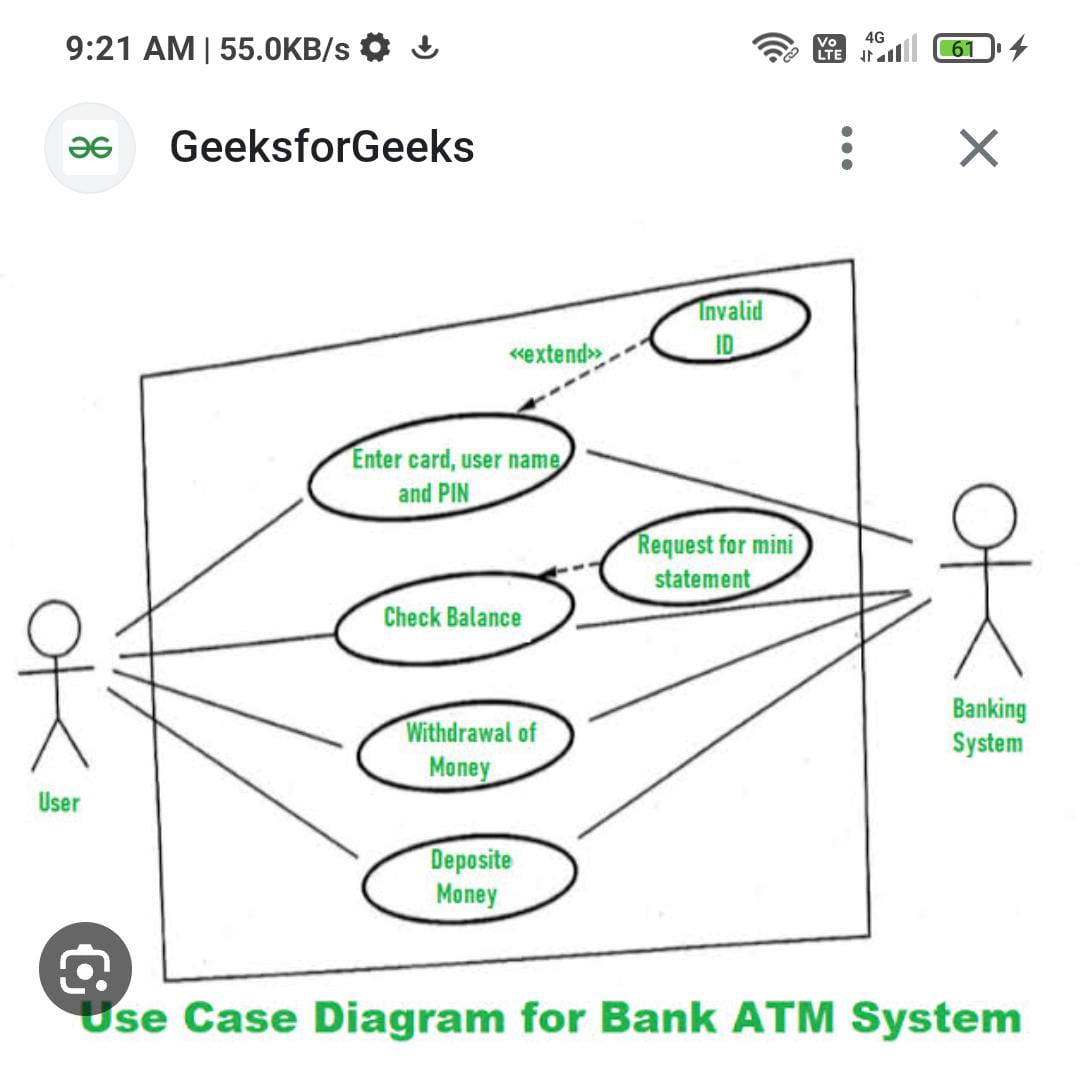 9:21 AM | 55.0KB/s
Vo
LTE
4G
61
GeeksforGeeks
Invalid
ID
«extend»
Enter card, user name
and PIN
Request for mini
statement
Check Balance
Withdrawal of
Money
Banking
System
User
Deposite
Money
Use Case Diagram for Bank ATM System